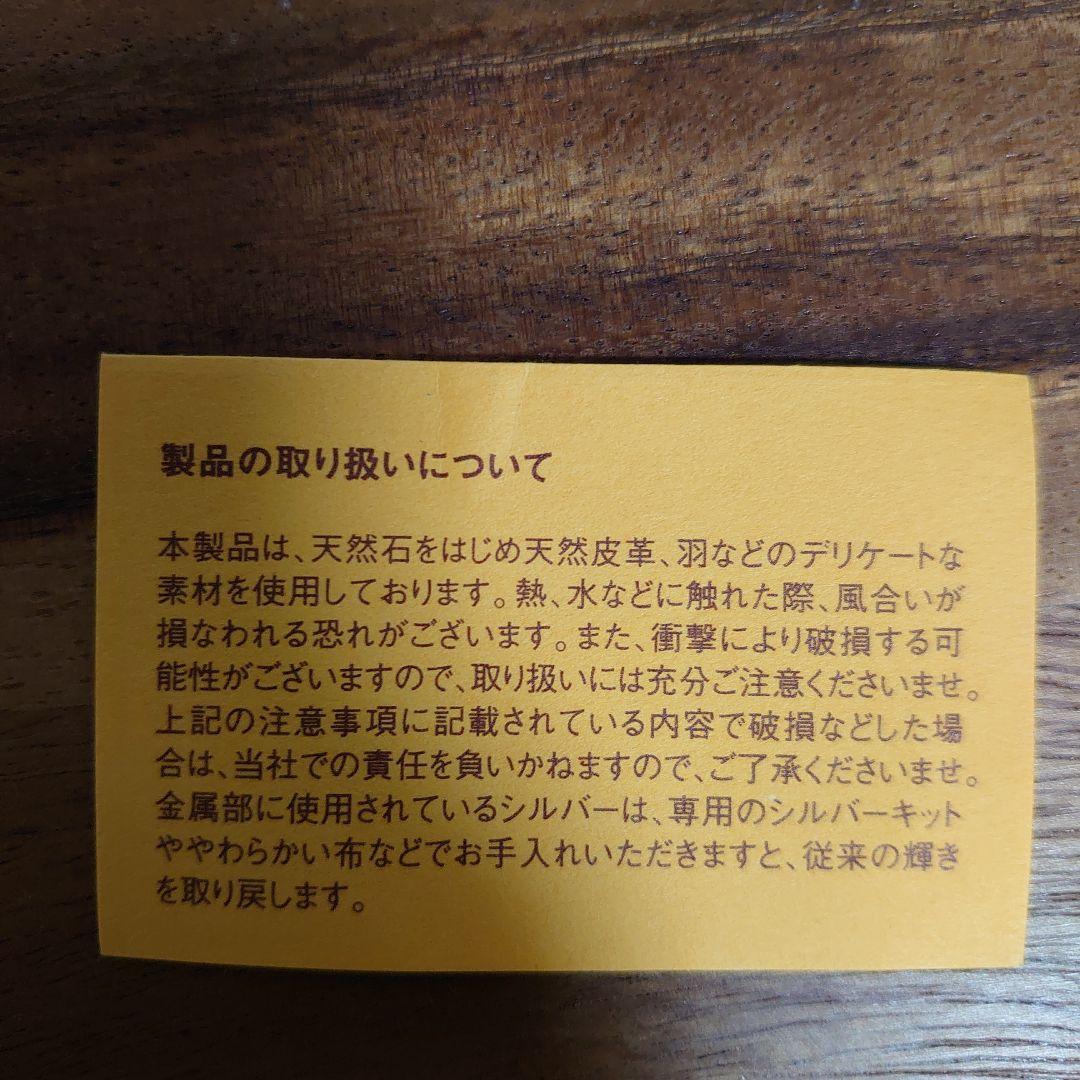 製品の取り扱いについて
本製品は、天然石をはじめ天然皮革、羽などのデリケートな
素材を使用しております。熱、水などに触れた際、風合いが
損なわれる恐れがございます。また、衝撃により破損する可
能性がございますので、取り扱いには充分ご注意くださいませ。
上記の注意事項に記載されている内容で破損などした場
合は、当社での責任を負いかねますので、ご了承くださいませ。
金属部に使用されているシルバーは、専用のシルバーキット
ややわらかい布などでお手入れいただきますと、従来の輝き
を取り戻します。